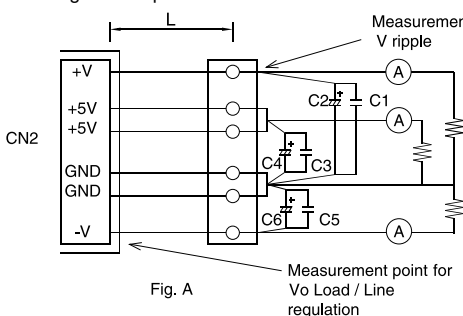 L
Measuremen
V ripple
+V
A
C2
+
C1
+5V
+5V
A
CN2
+
C4
C3
GND
GND
+
C6
C5
-V
A
Fig. A
Measurement point for
Vo Load / Line
regulation